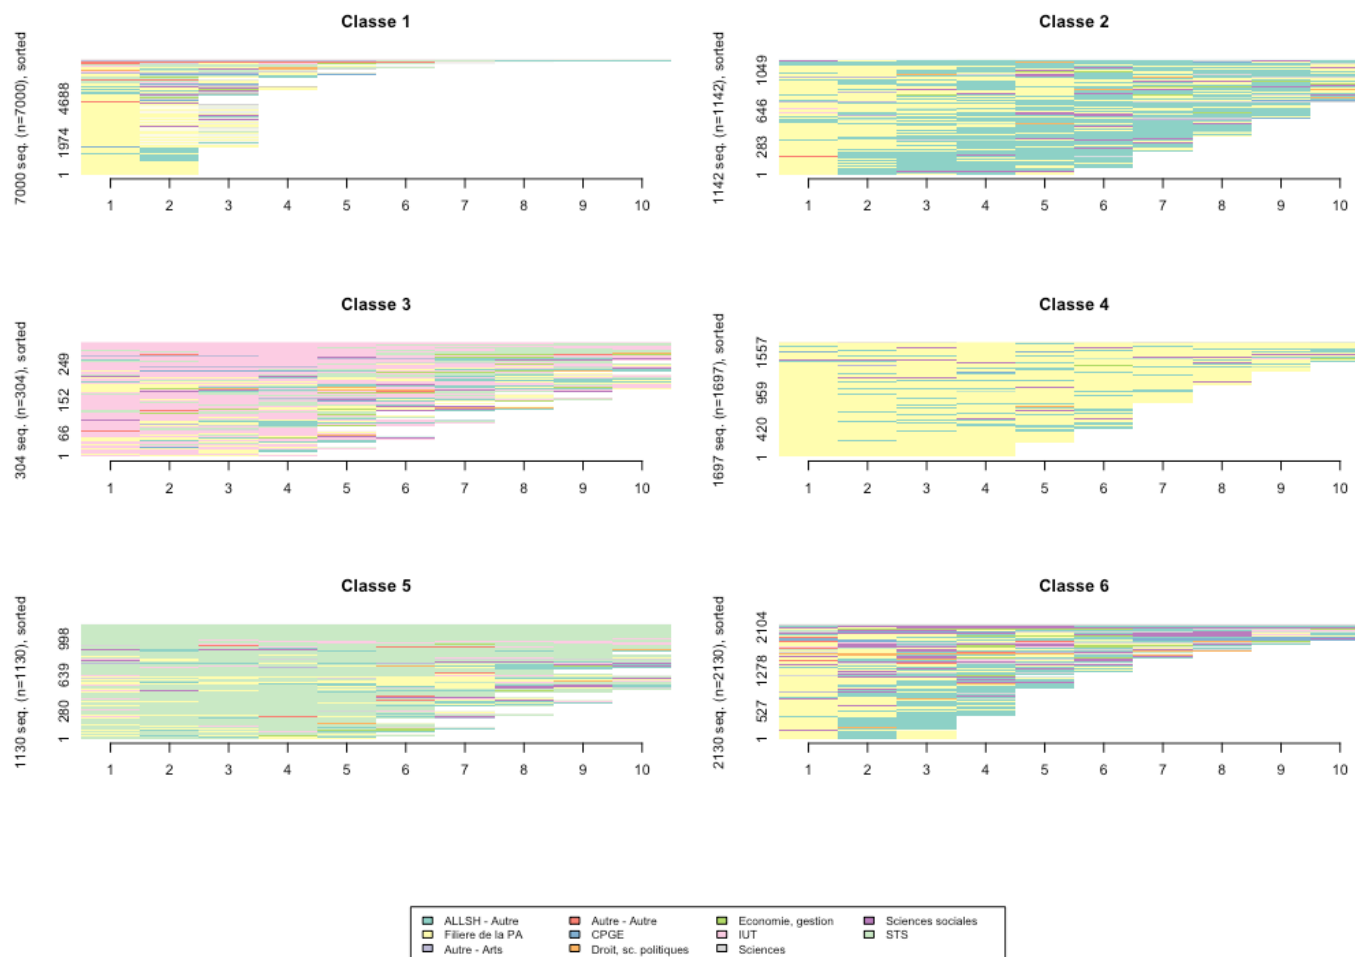 Classe 1
7000 seq. (n=7000), sorted
1 1974 4688
1 2 3 4 5 6 7 8 9 10
Classe 2
1142 seq. (n=1142), sorted
1 283 646 1049
1 2 3 4 5 6 7 8 9 10
Classe 3
304 seq. (n=304), sorted
1 66 152 249
1 2 3 4 5 6 7 8 9 10
Classe 4
1697 seq. (n=1697), sorted
1 420 959 1557
1 2 3 4 5 6 7 8 9 10
Classe 5
1130 seq. (n=1130), sorted
1 280 639 998
1 2 3 4 5 6 7 8 9 10
Classe 6
2130 seq. (n=2130), sorted
1 527 1278 2104
1 2 3 4 5 6 7 8 9 10
ALLSH - Autre Autre - Autre Economie, gestion Sciences sociales
Filiere de la PA CPGE IUT STS
Autre - Arts Droit, sc. politiques Sciences